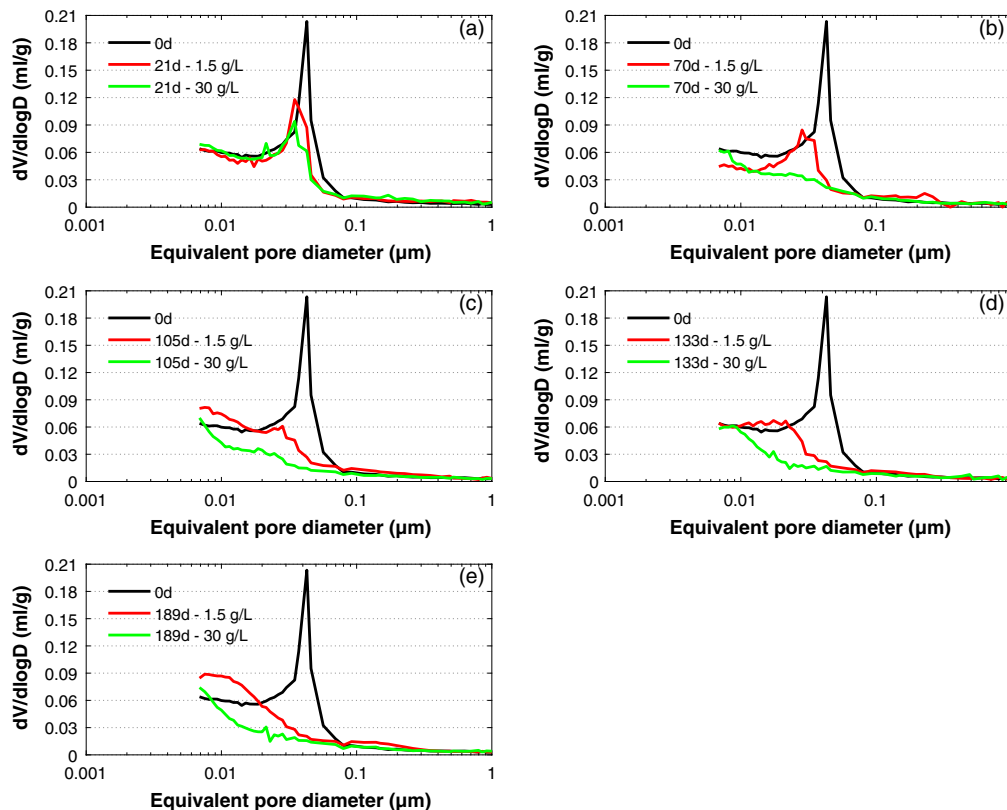 (a)
0d
21d - 1.5 g/L
21d - 30 g/L
dV/dlogD (ml/g)
0.21
0.18
0.15
0.12
0.09
0.06
0.03
0
0.001 0.01 0.1 1
Equivalent pore diameter (μm)
(b)
0d
70d - 1.5 g/L
70d - 30 g/L
dV/dlogD (ml/g)
0.21
0.18
0.15
0.12
0.09
0.06
0.03
0
0.001 0.01 0.1
Equivalent pore diameter (μm)
(c)
0d
105d - 1.5 g/L
105d - 30 g/L
dV/dlogD (ml/g)
0.21
0.18
0.15
0.12
0.09
0.06
0.03
0
0.001 0.01 0.1 1
Equivalent pore diameter (μm)
(d)
0d
133d - 1.5 g/L
133d - 30 g/L
dV/dlogD (ml/g)
0.21
0.18
0.15
0.12
0.09
0.06
0.03
0
0.001 0.01 0.1
Equivalent pore diameter (μm)
(e)
0d
189d - 1.5 g/L
189d - 30 g/L
dV/dlogD (ml/g)
0.21
0.18
0.15
0.12
0.09
0.06
0.03
0
0.001 0.01 0.1 1
Equivalent pore diameter (μm)